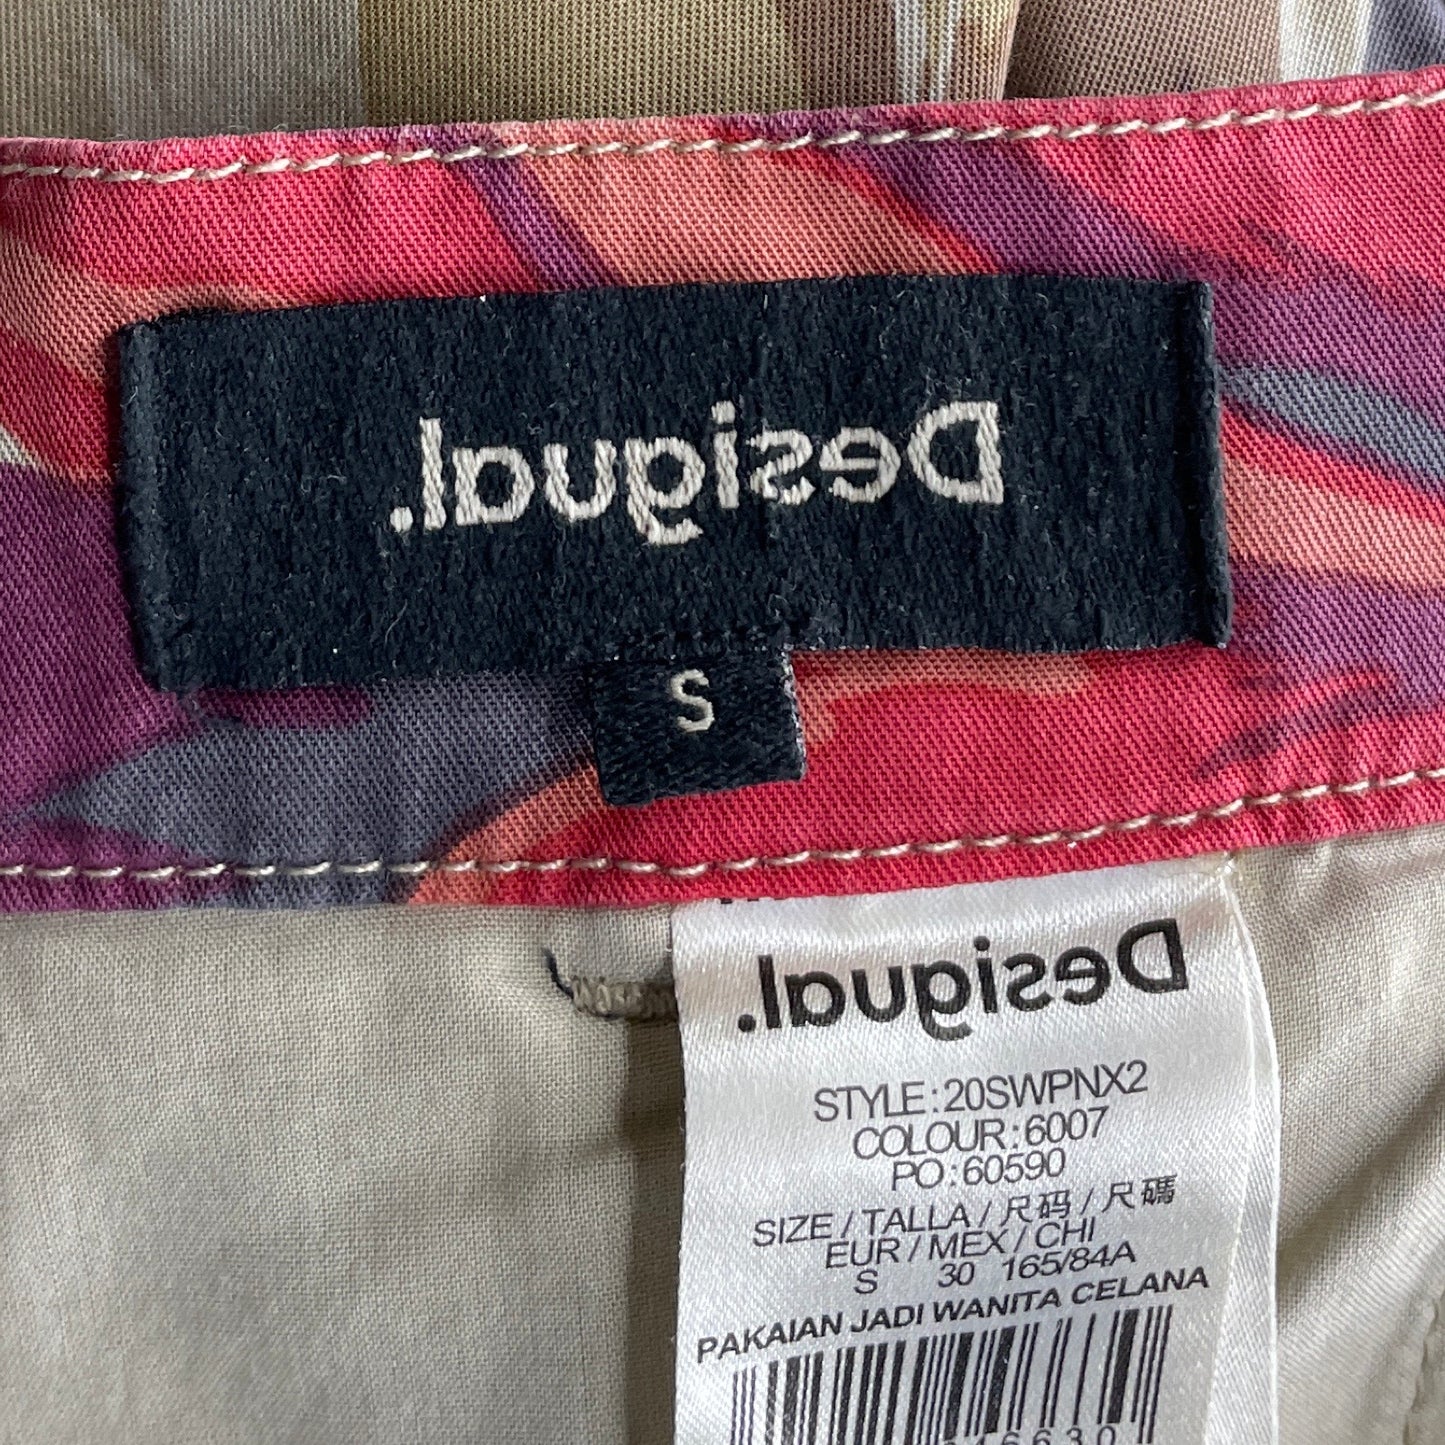 Desigual.
S
Desigual.
STYLE:20SWPNX2
COLOUR:6007
PO:60590
SIZE/TALLA/尺码/尺碼
EUR/MEX/CHI
S 30 165/84A
PAKAIAN JADI WANITA CELANA